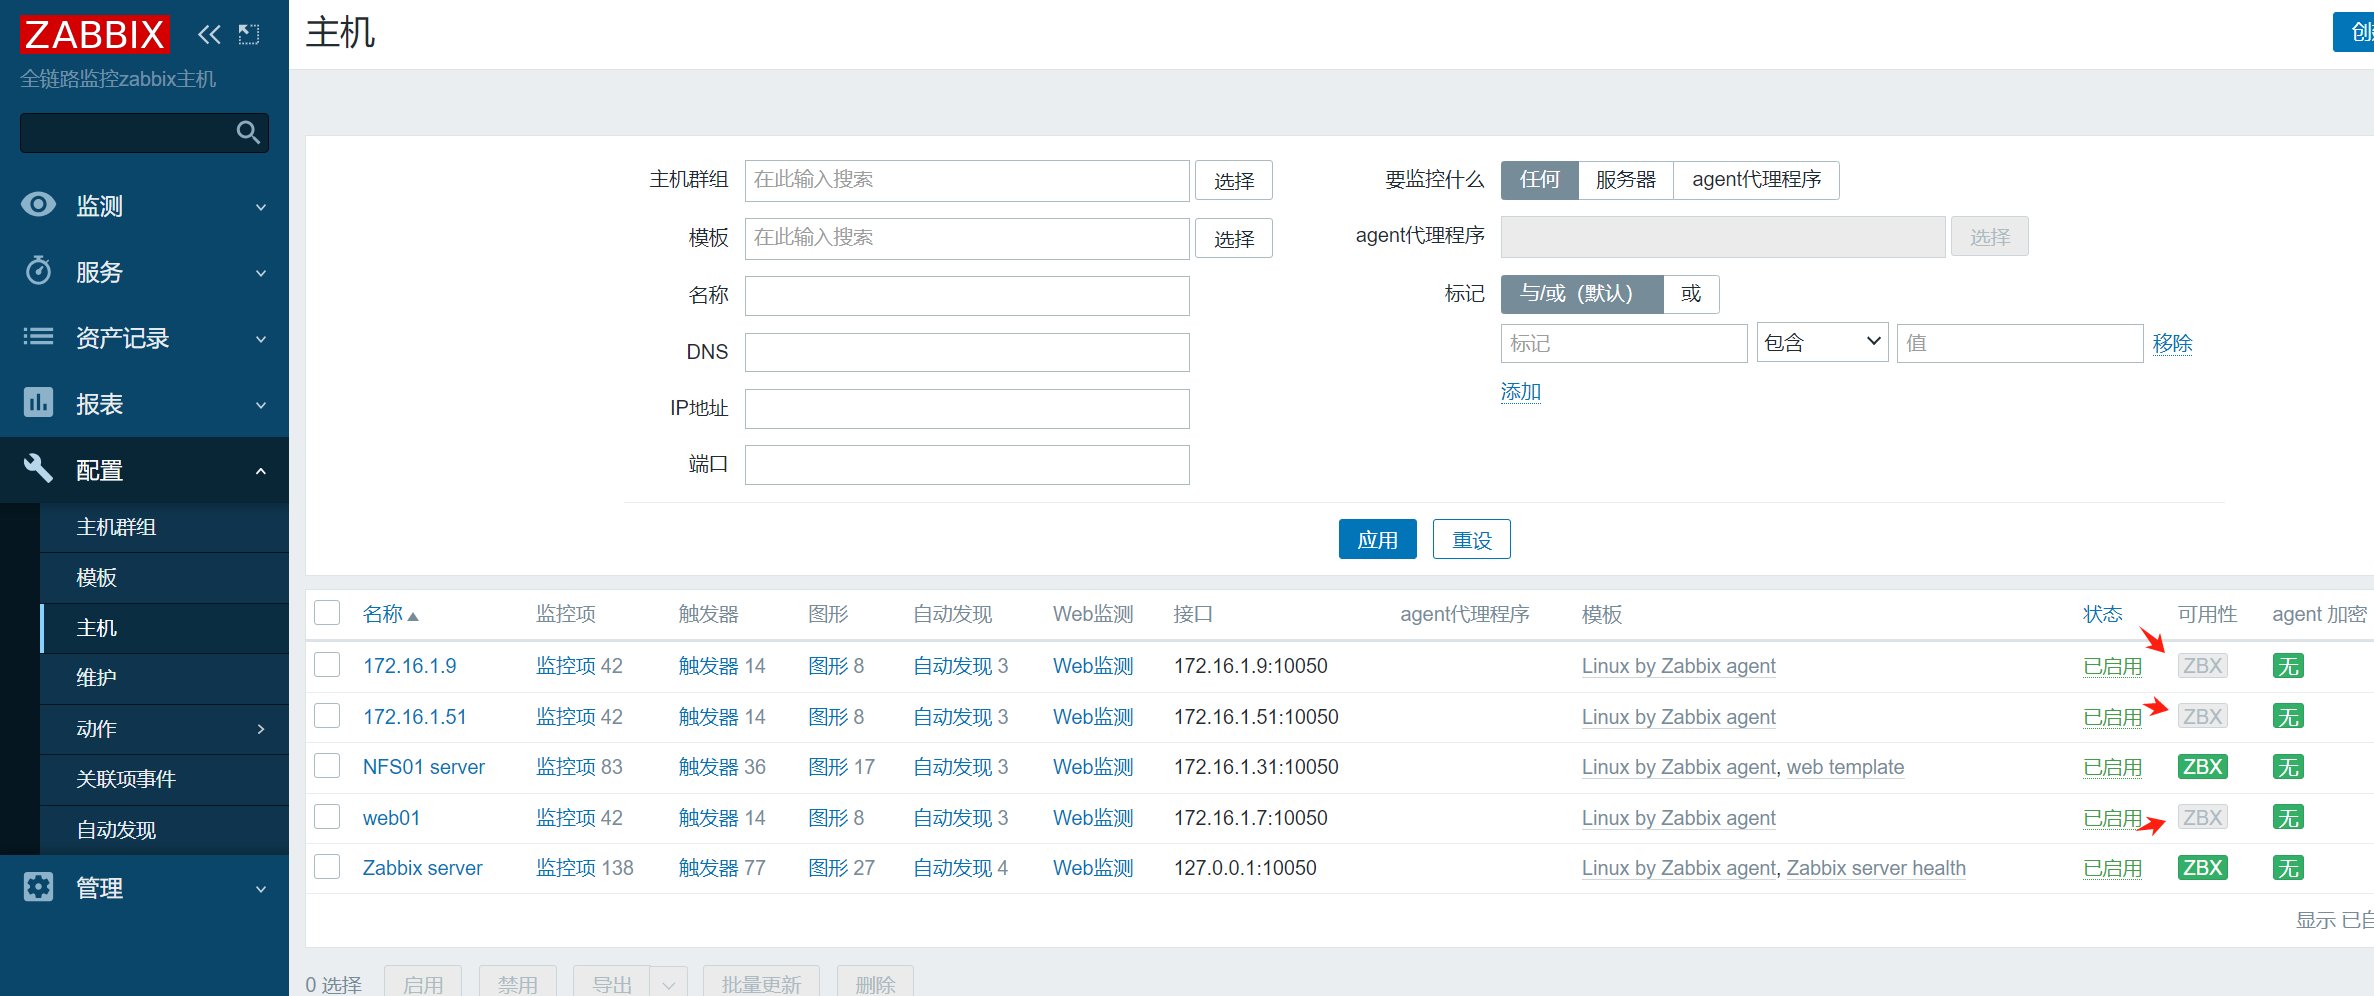 ZABBIX
全链路监控zabbix主机
监测
服务
资产记录
报表
配置
主机群组
模板
主机
维护
动作
关联项事件
自动发现
管理
主机
主机群组 在此输入搜索 选择
模板 在此输入搜索 选择
名称
DNS
IP地址
端口
要监控什么 任何 服务器 agent代理程序
agent代理程序 选择
标记 与/或（默认） 或
标记 包含 值 移除
添加
应用 重设
名称 监控项 触发器 图形 自动发现 Web监测 接口 agent代理程序 模板 状态 可用性 agent 加密
172.16.1.9 监控项 42 触发器 14 图形 8 自动发现 3 Web监测 172.16.1.9:10050 Linux by Zabbix agent 已启用 ZBX 无
172.16.1.51 监控项 42 触发器 14 图形 8 自动发现 3 Web监测 172.16.1.51:10050 Linux by Zabbix agent 已启用 ZBX 无
NFS01 server 监控项 83 触发器 36 图形 17 自动发现 3 Web监测 172.16.1.31:10050 Linux by Zabbix agent, web template 已启用 ZBX 无
web01 监控项 42 触发器 14 图形 8 自动发现 3 Web监测 172.16.1.7:10050 Linux by Zabbix agent 已启用 ZBX 无
Zabbix server 监控项 138 触发器 77 图形 27 自动发现 4 Web监测 127.0.0.1:10050 Linux by Zabbix agent, Zabbix server health 已启用 ZBX 无
显示 已自
0 选择 启用 禁用 导出 批量更新 删除